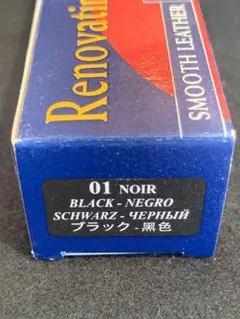 Renovatin
SMOOTH LEATHER
01 NOIR
BLACK - NEGRO
SCHWARZ - ЧЕРНЫЙ
ブラック - 黑色